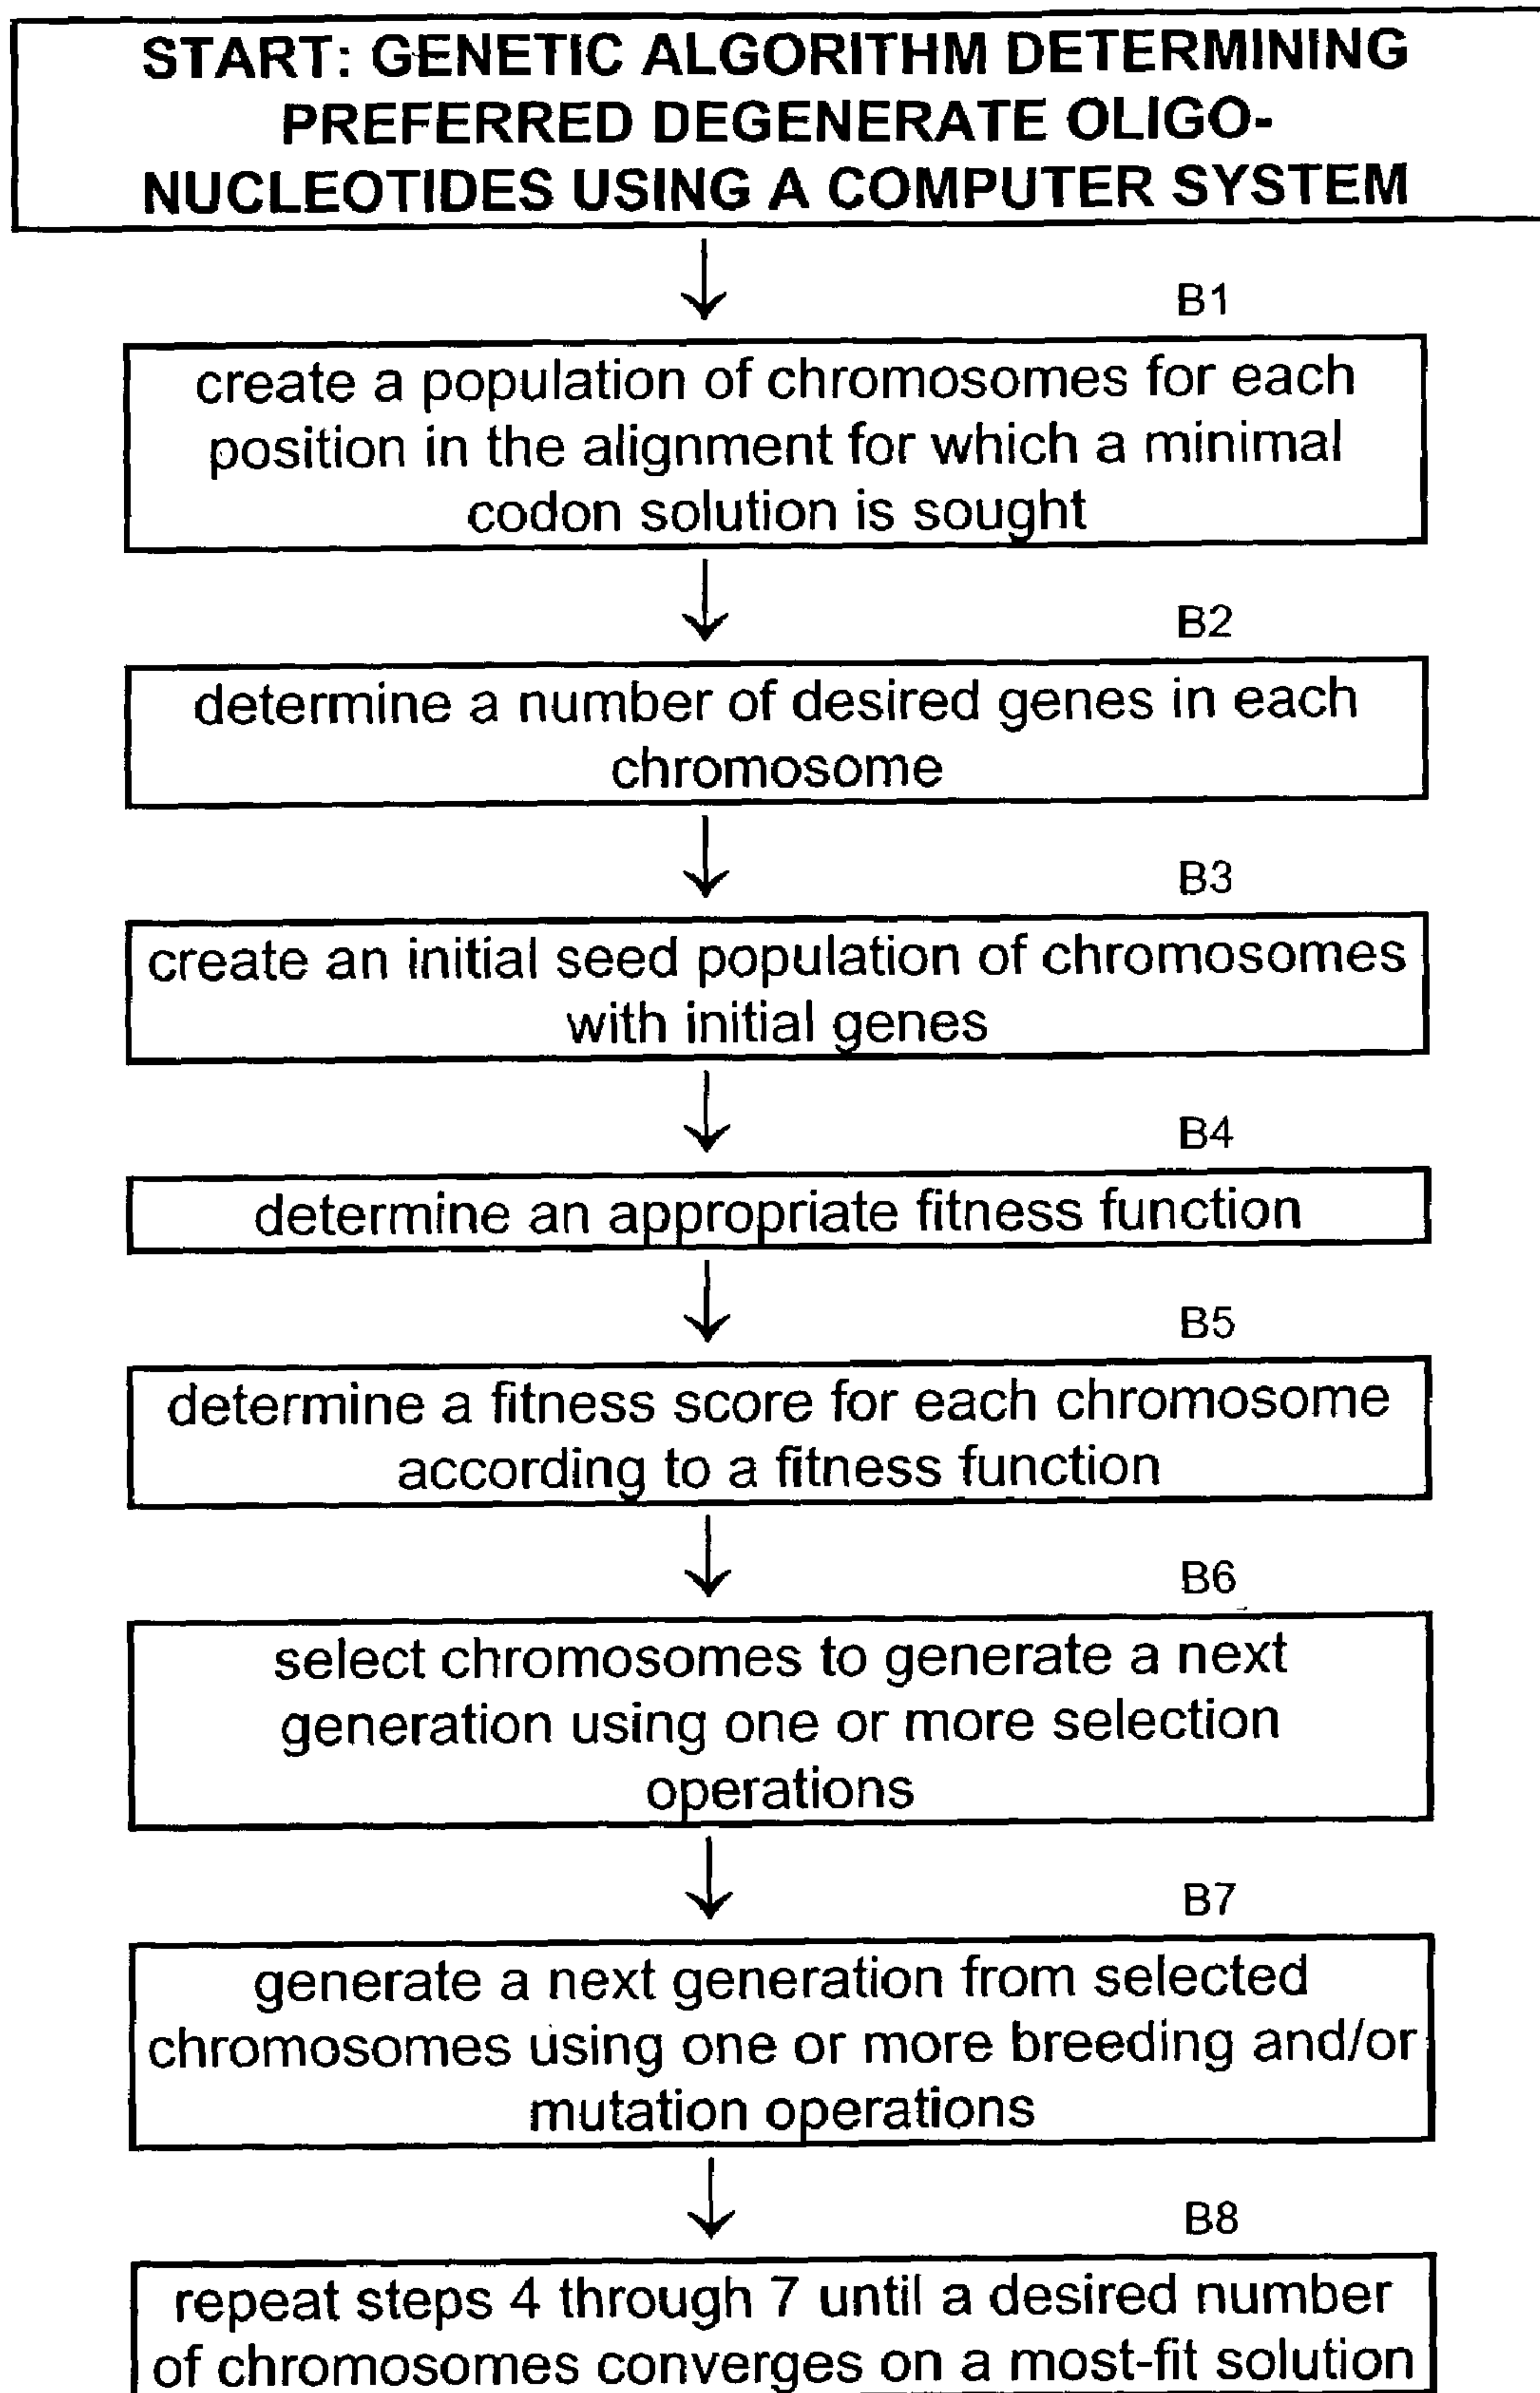 START: GENETIC ALGORITHM DETERMINING
PREFERRED DEGENERATE OLIGO-
NUCLEOTIDES USING A COMPUTER SYSTEM
B1
create a population of chromosomes for each
position in the alignment for which a minimal
codon solution is sought
B2
determine a number of desired genes in each
chromosome
B3
create an initial seed population of chromosomes
with initial genes
B4
determine an appropriate fitness function
B5
determine a fitness score for each chromosome
according to a fitness function
B6
select chromosomes to generate a next
generation using one or more selection
operations
B7
generate a next generation from selected
chromosomes using one or more breeding and/or
mutation operations
B8
repeat steps 4 through 7 until a desired number
of chromosomes converges on a most-fit solution